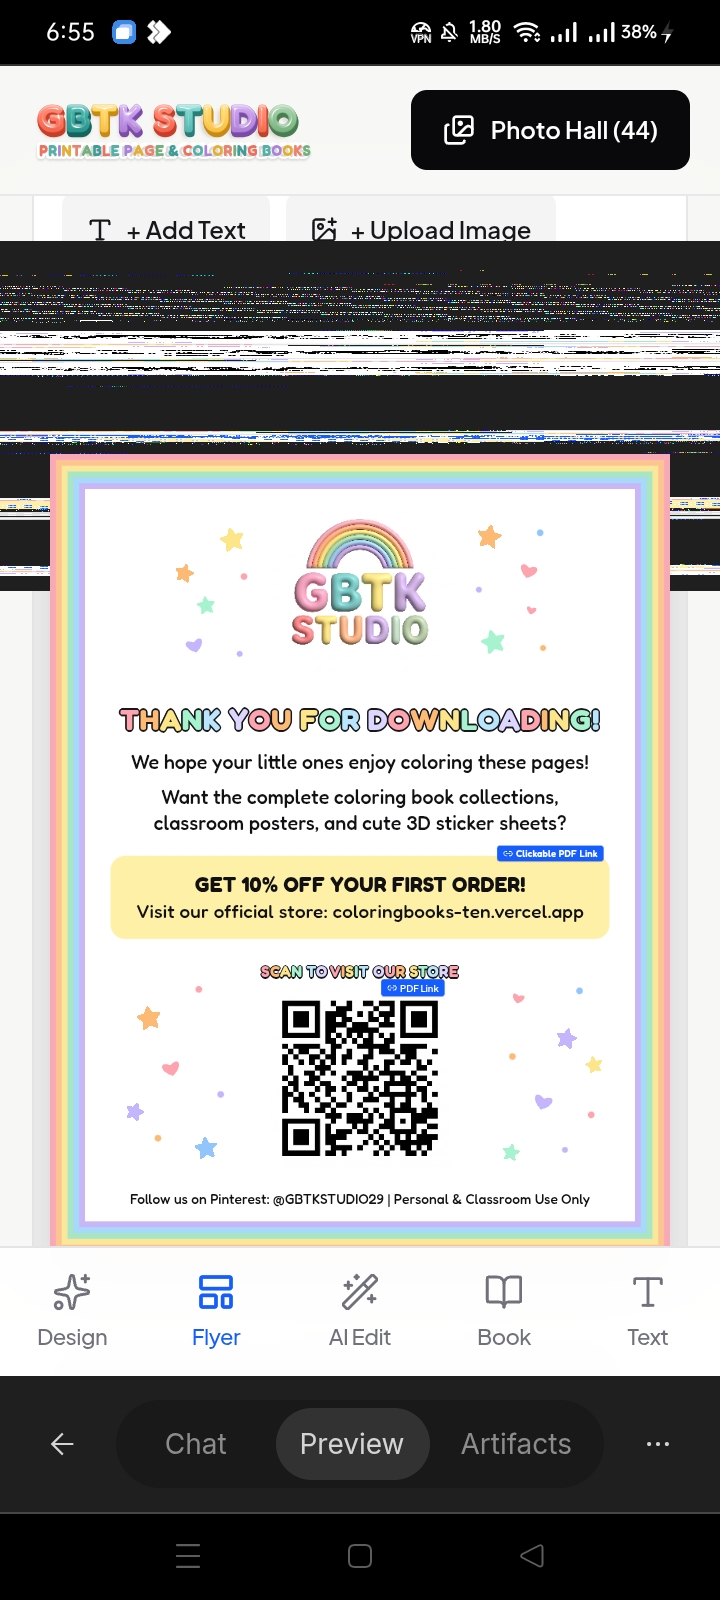 6:55
VPN
1.80
MB/S
38%
GBTK STUDIO
PRINTABLE PAGE & COLORING BOOKS
Photo Hall (44)
+ Add Text
+ Upload Image
GBTK
STUDIO
THANK YOU FOR DOWNLOADING!
We hope your little ones enjoy coloring these pages!
Want the complete coloring book collections,
classroom posters, and cute 3D sticker sheets?
Clickable PDF Link
GET 10% OFF YOUR FIRST ORDER!
Visit our official store: coloringbooks-ten.vercel.app
SCAN TO VISIT OUR STORE
PDF Link
Follow us on Pinterest: @GBTKSTUDIO29 | Personal & Classroom Use Only
Design
Flyer
AI Edit
Book
Text
Chat
Preview
Artifacts